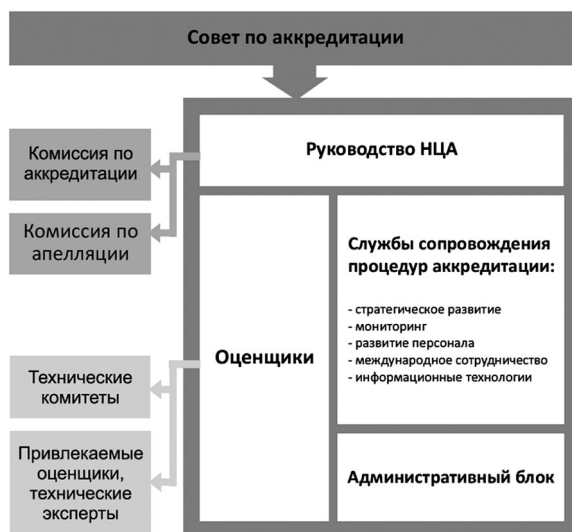 Совет по аккредитации
Руководство НЦА
Комиссия по
аккредитации
Комиссия по
апелляции
Службы сопровождения
процедур аккредитации:
- стратегическое развитие
- мониторинг
- развитие персонала
- международное сотрудничество
- информационные технологии
Оценщики
Технические
комитеты
Привлекаемые
оценщики,
технические
эксперты
Административный блок